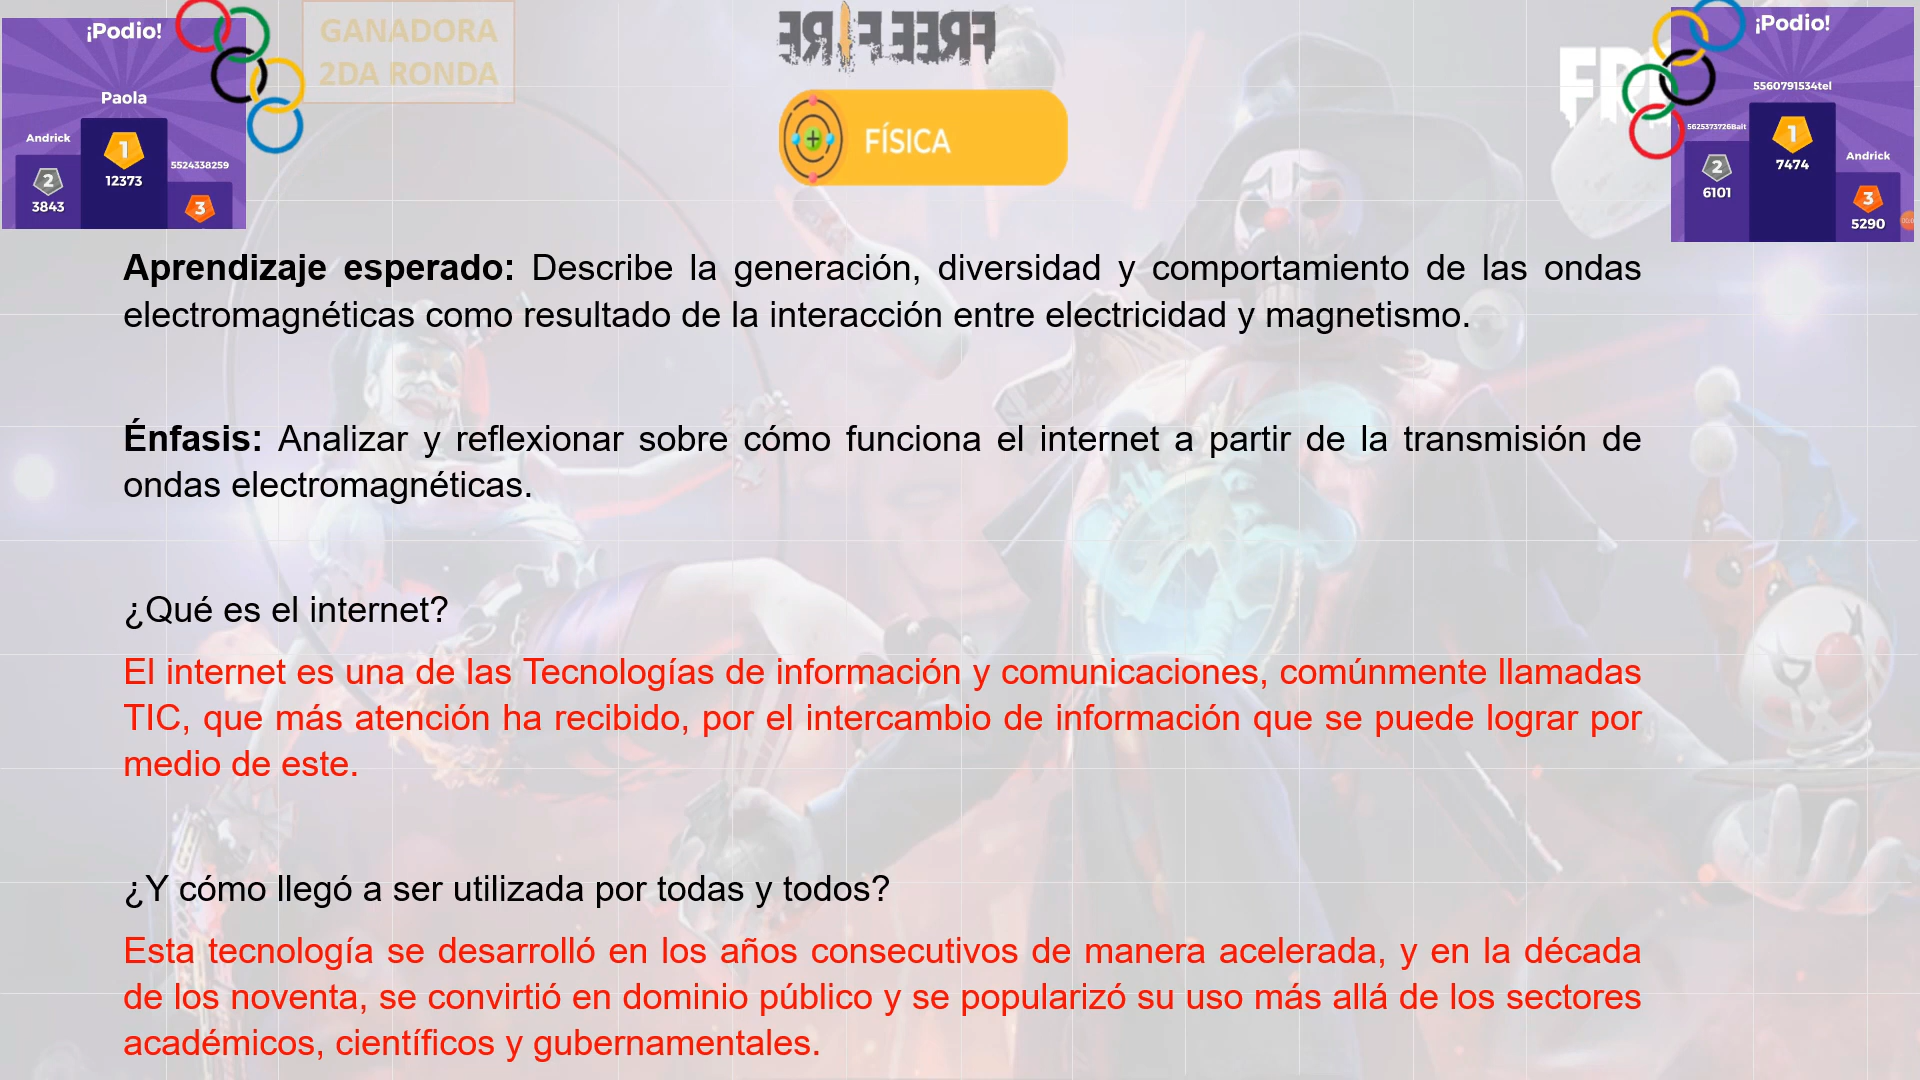 ¡Podio!
Paola
Andrick
1
5524338259
12373
2
3843
3
GANADORA
2DA RONDA
FREE FIRE
FÍSICA
FRE
¡Podio!
5560791534tel
1
7474
Andrick
2
6101
3
5290
Aprendizaje esperado: Describe la generación, diversidad y comportamiento de las ondas
electromagnéticas como resultado de la interacción entre electricidad y magnetismo.
Énfasis: Analizar y reflexionar sobre cómo funciona el internet a partir de la transmisión de
ondas electromagnéticas.
¿Qué es el internet?
El internet es una de las Tecnologías de información y comunicaciones, comúnmente llamadas
TIC, que más atención ha recibido, por el intercambio de información que se puede lograr por
medio de este.
¿Y cómo llegó a ser utilizada por todas y todos?
Esta tecnología se desarrolló en los años consecutivos de manera acelerada, y en la década
de los noventa, se convirtió en dominio público y se popularizó su uso más allá de los sectores
académicos, científicos y gubernamentales.